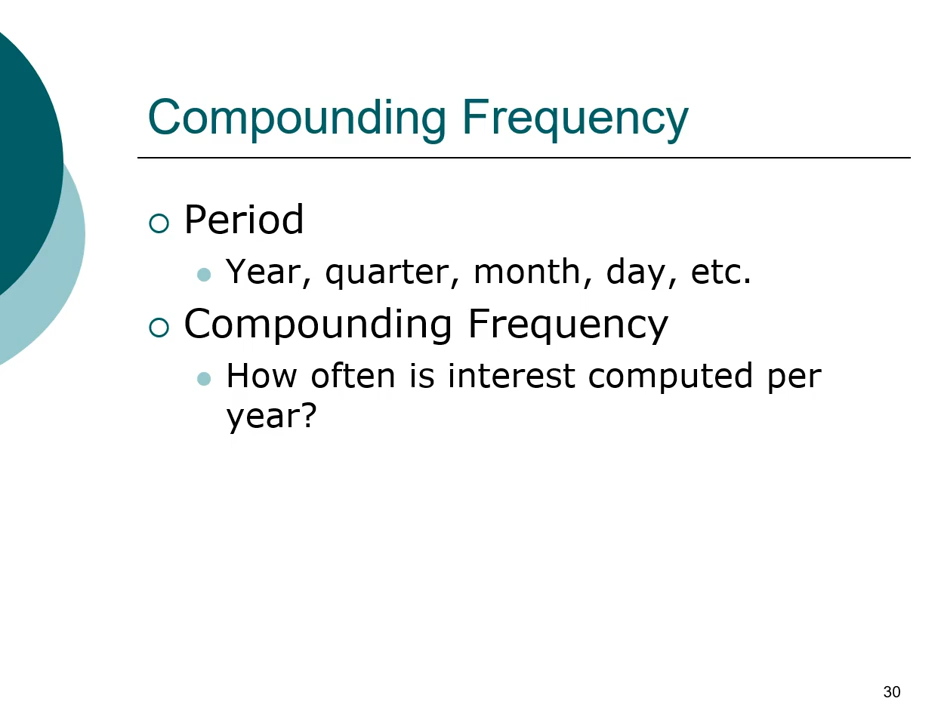 Compounding Frequency
Period
Year, quarter, month, day, etc.
Compounding Frequency
How often is interest computed per
year?
30